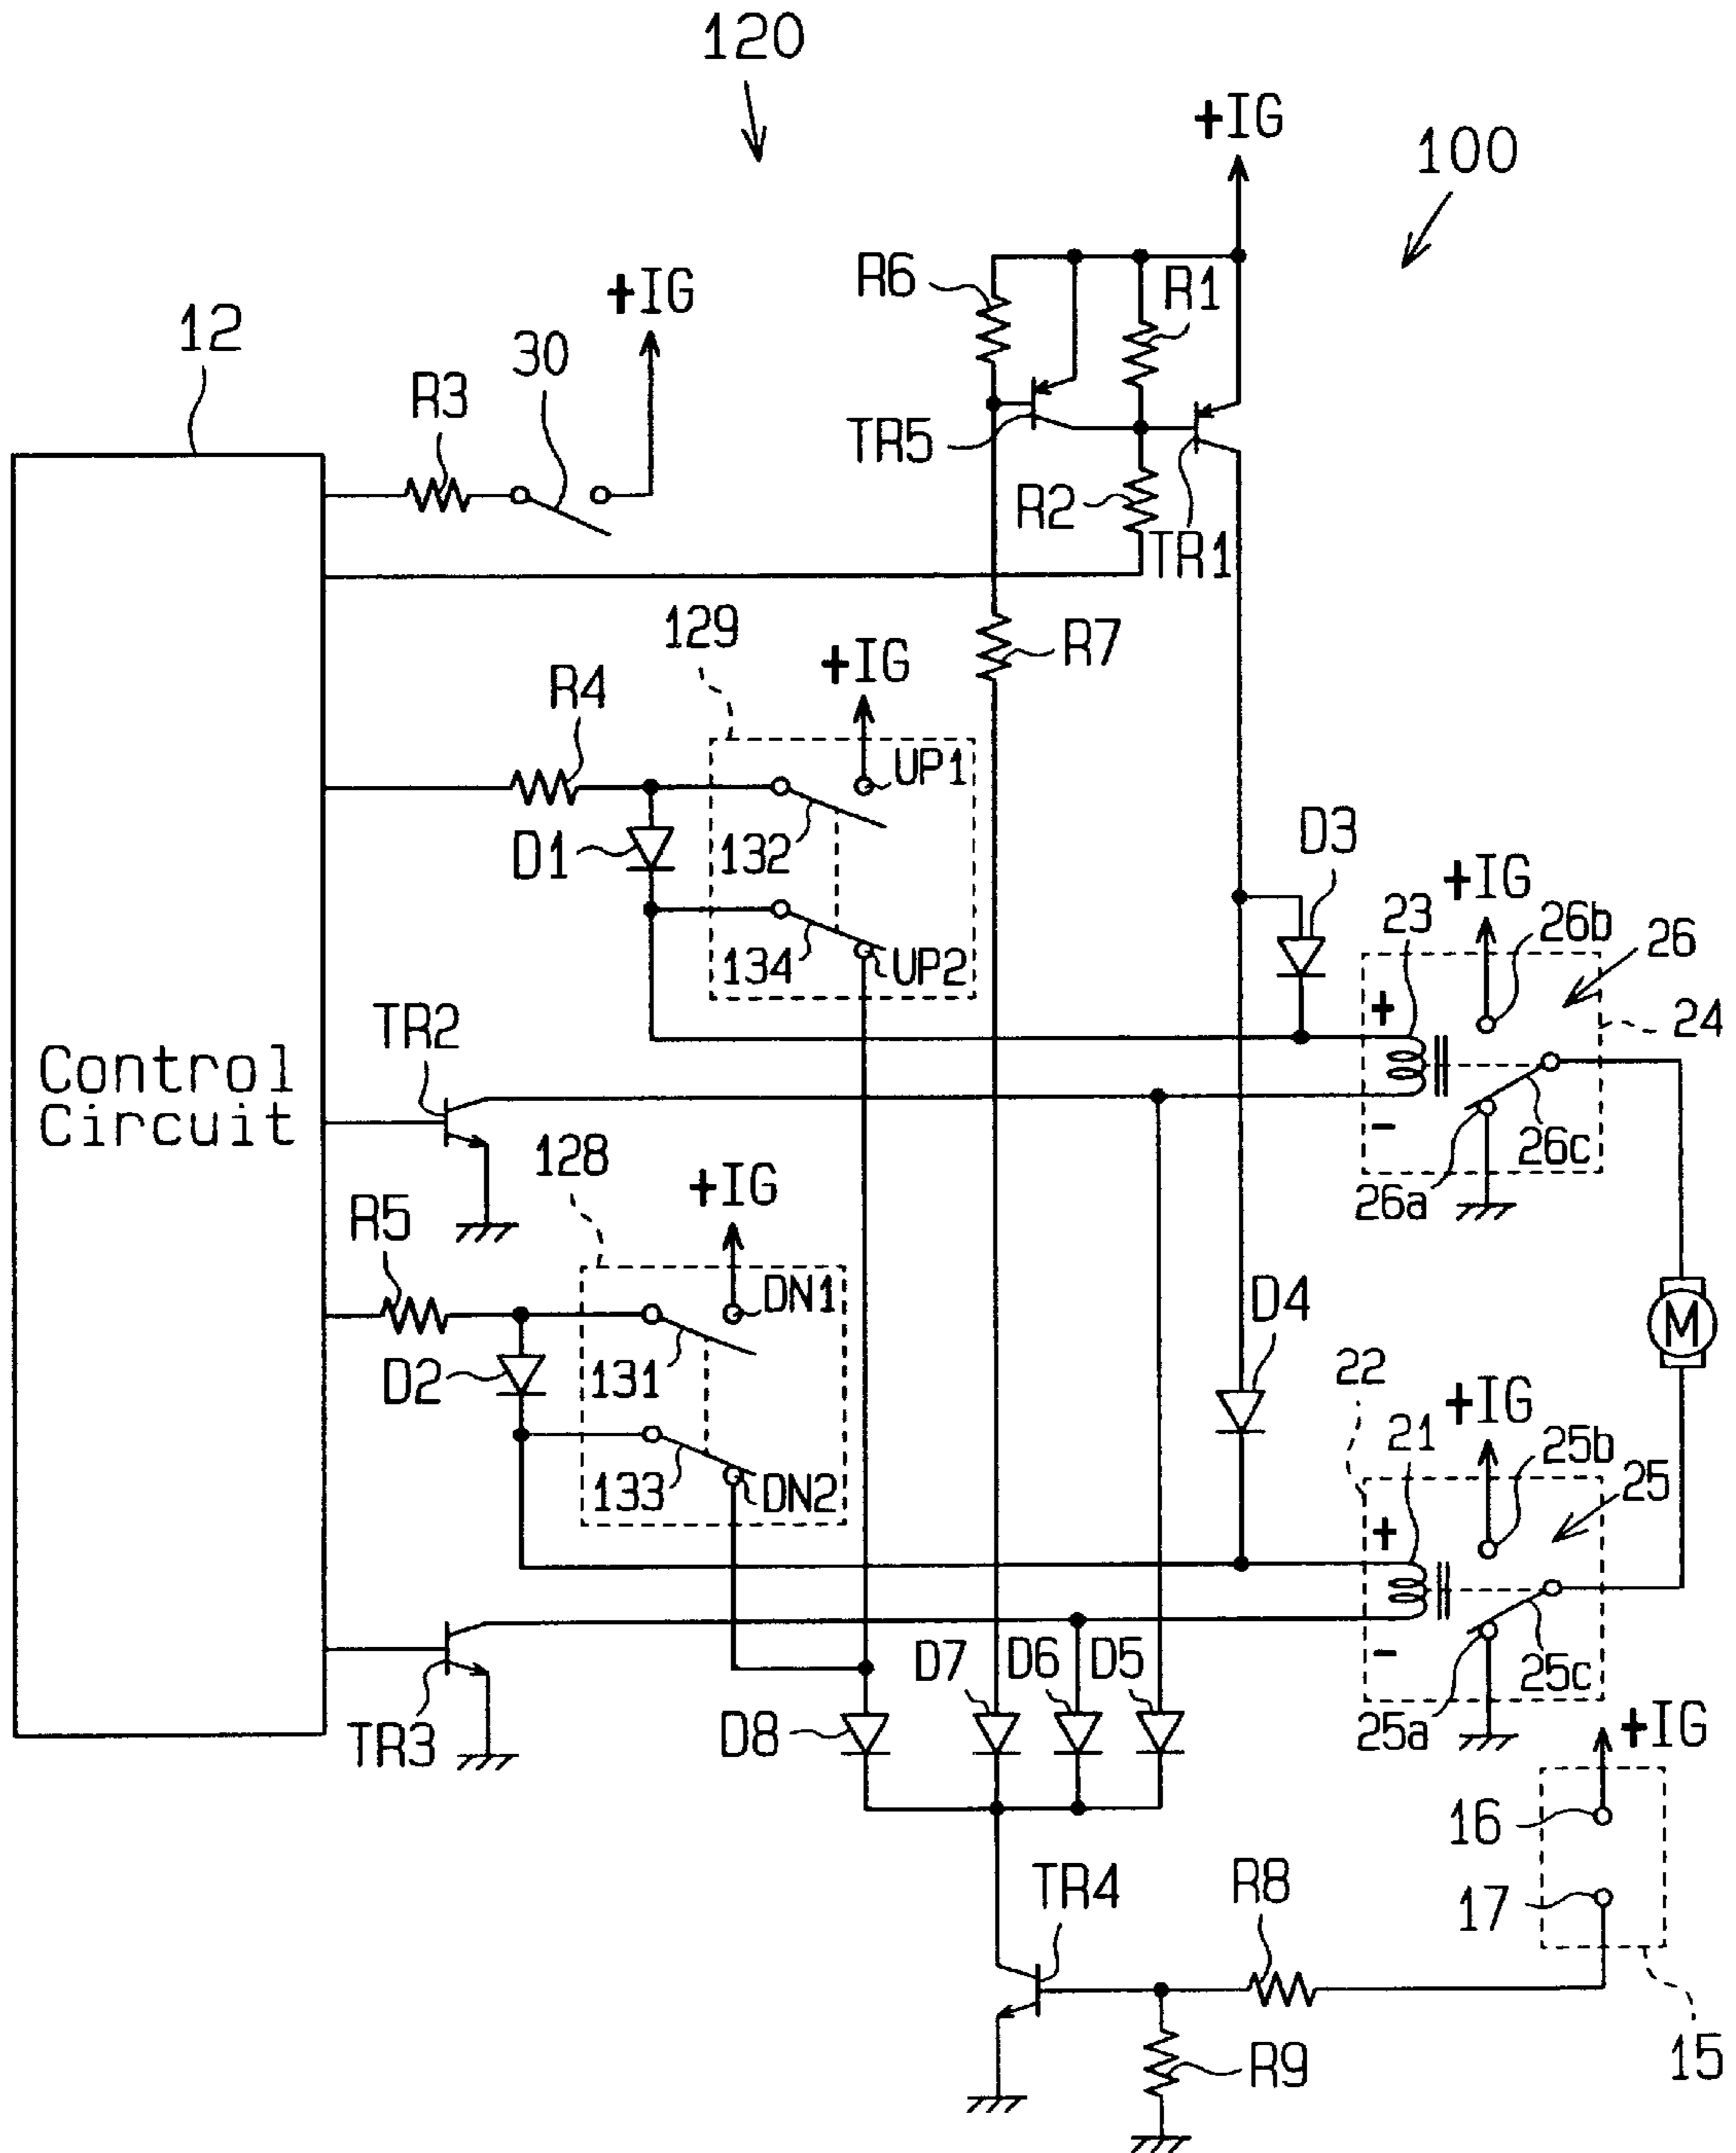 120
+IG
100
R6
R1
+IG
12
30
R3
TR5
R2
TR1
129
+IG
R7
R4
UP1
D1
132
D3
+IG
23
26b
26
134
UP2
24
TR2
+
Control
Circuit
-
26c
26a
128
+IG
R5
DN1
D4
M
D2
131
22
+IG
21
25b
25
133
DN2
+
-
25c
25a
D7
D6
D5
TR3
D8
+IG
16
TR4
R8
17
R9
15